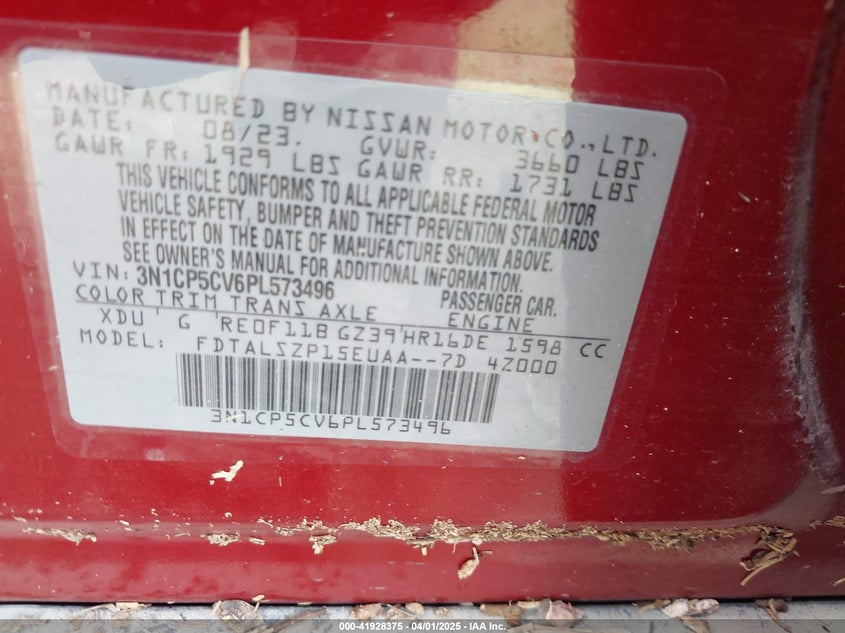 MANUFACTURED BY NISSAN MOTOR CO., LTD.
DATE: 08/23. GVWR: 3660 LBS
GAWR FR: 1929 LBS GAWR RR: 1731 LBS
THIS VEHICLE CONFORMS TO ALL APPLICABLE FEDERAL MOTOR
VEHICLE SAFETY, BUMPER AND THEFT PREVENTION STANDARDS
IN EFFECT ON THE DATE OF MANUFACTURE SHOWN ABOVE.
SEE OWNER'S MANUAL FOR ADDITIONAL INFORMATION.
VIN: 3N1CP5CV6PL573496 PASSENGER CAR.
COLOR TRIM TRANS AXLE ENGINE
XDU G RE0F11B GZ39 HR16DE 1598 CC
MODEL: FDTALSZP15EUAA--7D 4Z000
3N1CP5CV6PL573496
000-41928375 - 04/01/2025 - IAA Inc.